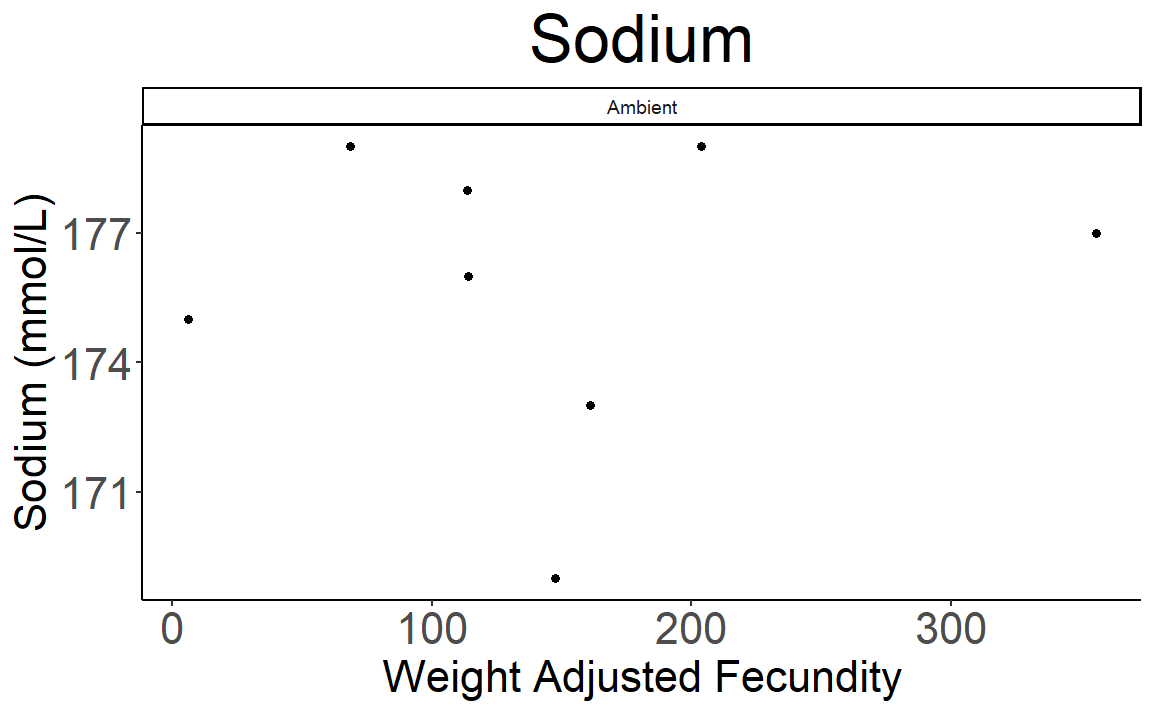 Sodium
Ambient
Sodium (mmol/L)
177
174
171
0 100 200 300
Weight Adjusted Fecundity